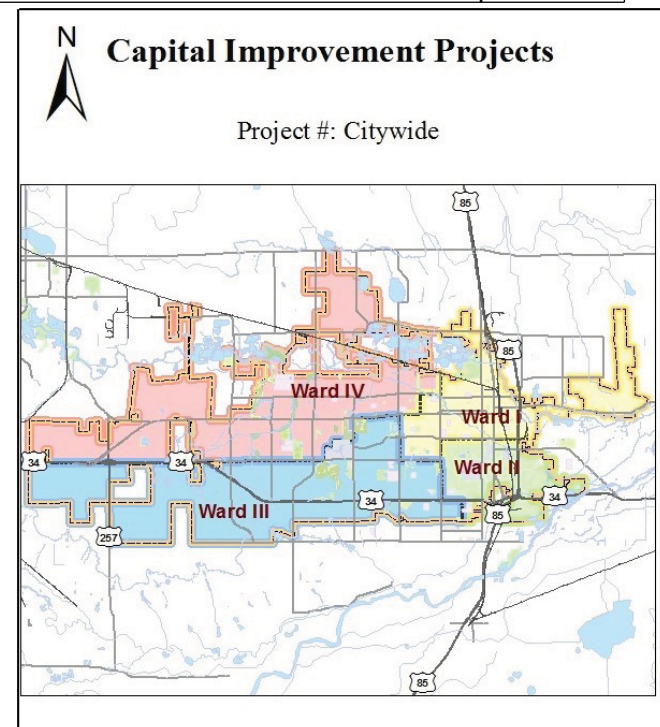 N
Capital Improvement Projects
Project #: Citywide
85
85
Ward IV
Ward I
34
34
Ward II
34
34
Ward III
85
257
85